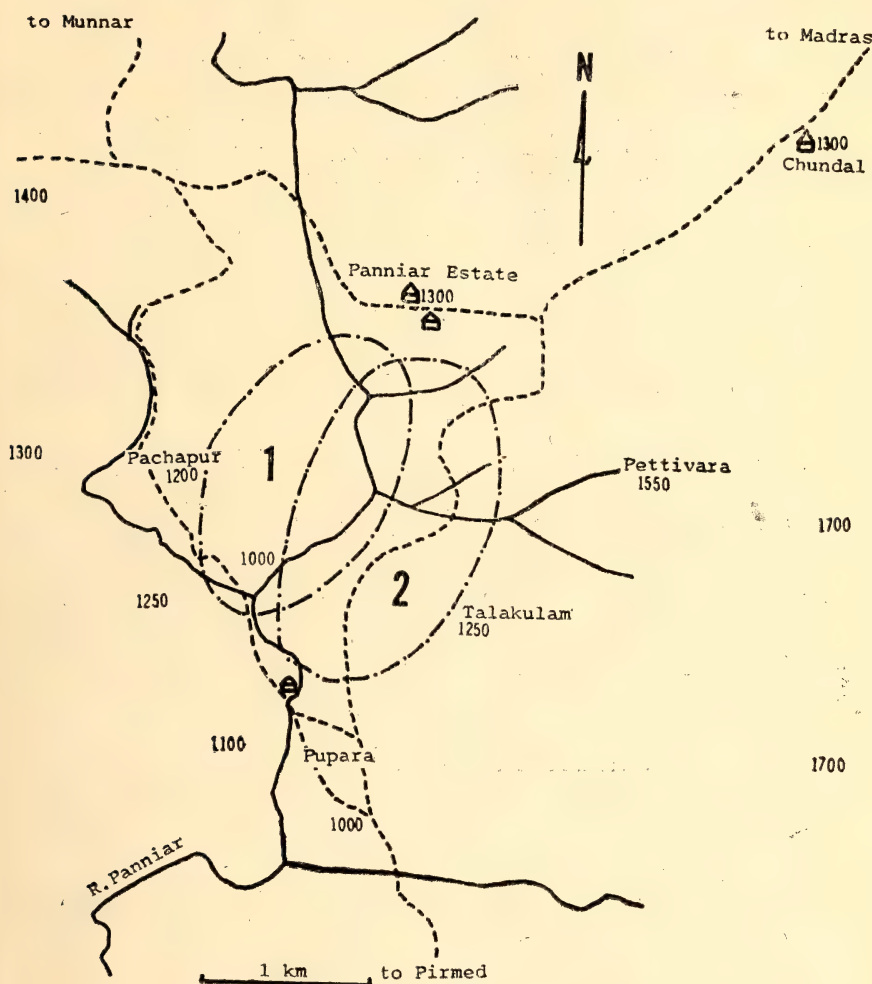 to Munnar
to Madras
N
1300
Chundal
1400
Panniar Estate
1300
1300
Pachapur
1200
1
Pettivara
1550
1700
1000
1250
2
Talakulam
1250
1100
Pupara
1700
1000
R.Panniar
1 km
to Pirmed